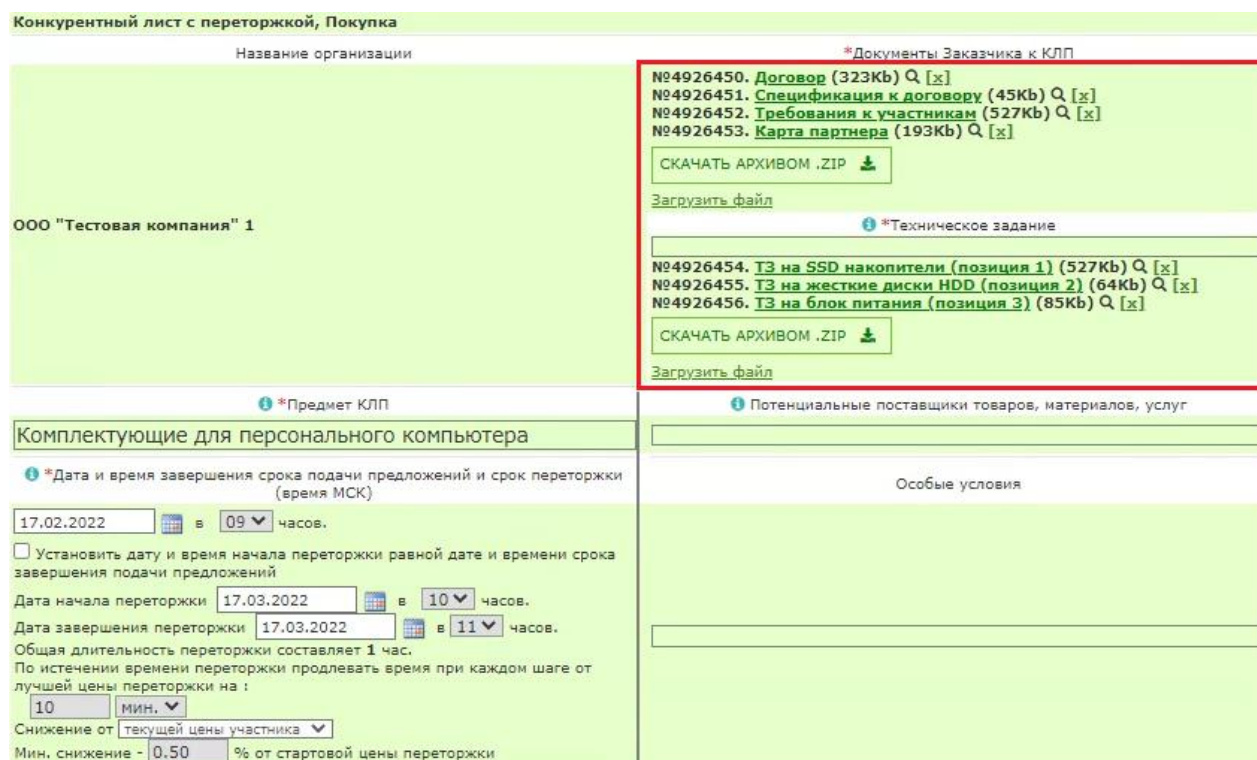 Конкурентный лист с переторжкой, Покупка
Название организации
*Документы Заказчика к КЛП
№4926450. Договор (323Kb) [x]
№4926451. Спецификация к договору (45Kb) [x]
№4926452. Требования к участникам (527Kb) [x]
№4926453. Карта партнера (193Kb) [x]
СКАЧАТЬ АРХИВОМ .ZIP
Загрузить файл
ООО "Тестовая компания" 1
*Техническое задание
№4926454. ТЗ на SSD накопители (позиция 1) (527Kb) [x]
№4926455. ТЗ на жесткие диски HDD (позиция 2) (64Kb) [x]
№4926456. ТЗ на блок питания (позиция 3) (85Kb) [x]
СКАЧАТЬ АРХИВОМ .ZIP
Загрузить файл
*Предмет КЛП
Комплектующие для персонального компьютера
Потенциальные поставщики товаров, материалов, услуг
*Дата и время завершения срока подачи предложений и срок переторжки
(время МСК)
17.02.2022 в 09 часов.
Установить дату и время начала переторжки равной дате и времени срока
завершения подачи предложений
Дата начала переторжки 17.03.2022 в 10 часов.
Дата завершения переторжки 17.03.2022 в 11 часов.
Общая длительность переторжки составляет 1 час.
По истечении времени переторжки продлевать время при каждом шаге от
лучшей цены переторжки на :
10 мин.
Снижение от текущей цены участника
Мин. снижение - 0.50 % от стартовой цены переторжки
Особые условия